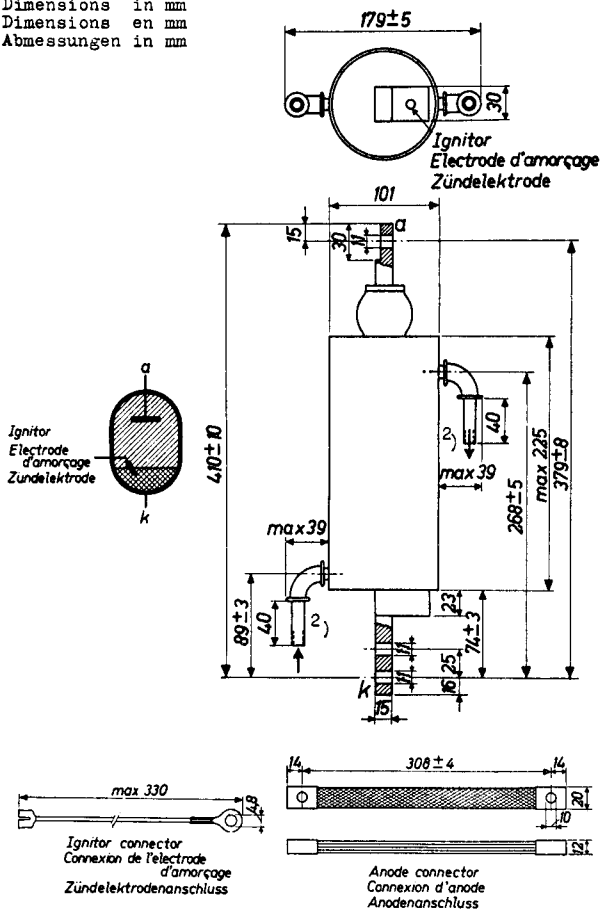 Dimensions in mm
Dimensions en mm
Abmessungen in mm
179±5
30
Ignitor
Electrode d'amorçage
Zündelektrode
101
15
30
11
a
a
Ignitor
Electrode
d'amorçage
Zündelektrode
k
410±10
2)
40
max 39
268±5
max 225
379±8
max 39
89±3
40
2)
23
74±3
11
25
11
16
k
15
max 330
4,8
Ignitor connector
Connexion de l'electrode
d'amorçage
Zündelektrodenanschluss
14
308±4
14
20
10
12
Anode connector
Connexion d'anode
Anodenanschluss